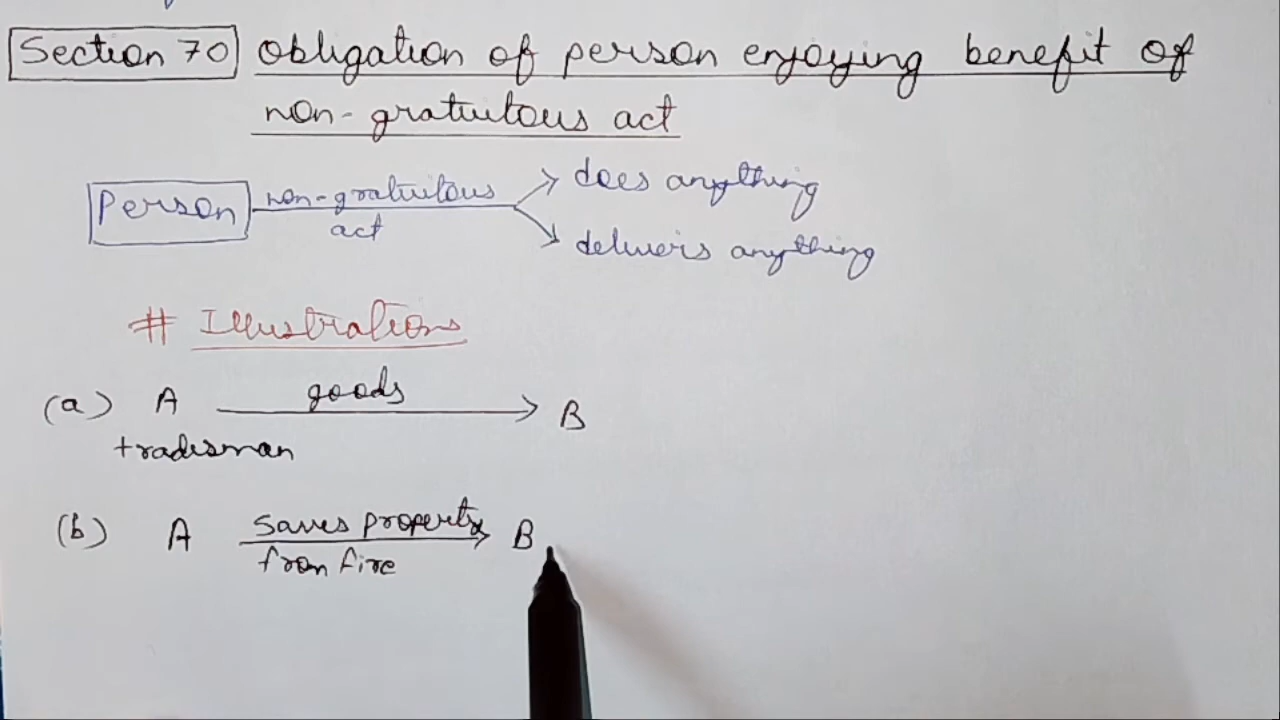 Section 70 obligation of person enjoying benefit of
non-gratuitous act
Person non-gratuitous act
does anything
delivers anything
# Illustrations
(a) A goods B
tradesman
(b) A saves property B
from fire